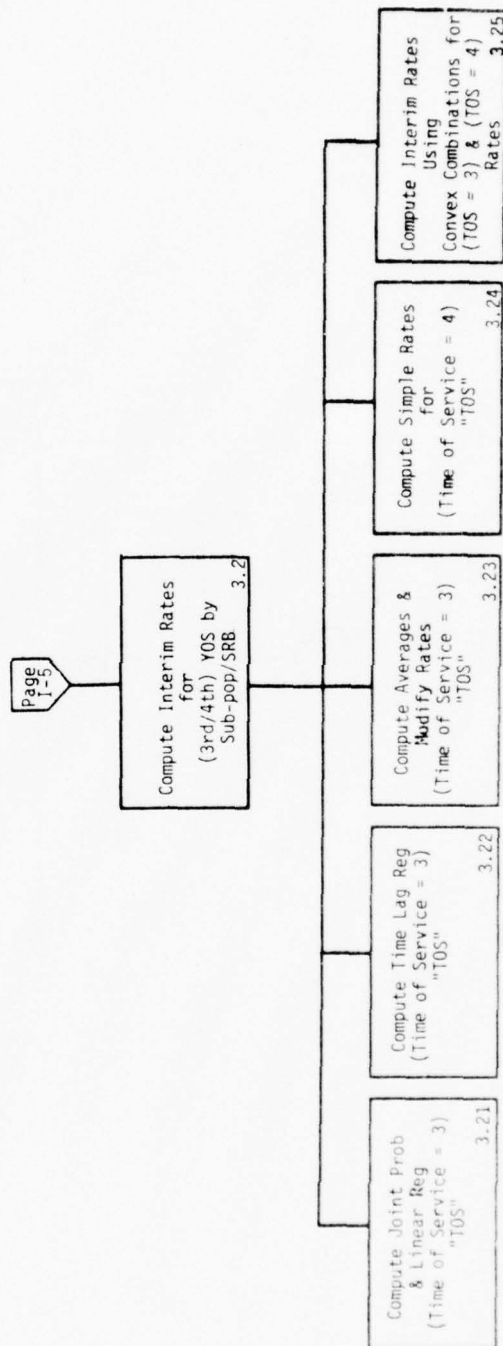 Page
I-5
Compute Interim Rates
for
(3rd/4th) YOS by
Sub-pop/SRB
3.2
Compute Joint Prob
& Linear Reg
(Time of Service = 3)
"TOS"
3.21
Compute Time Lag Reg
(Time of Service = 3)
"TOS"
3.22
Compute Averages &
Modify Rates
(Time of Service = 3)
"TOS"
3.23
Compute Simple Rates
for
(Time of Service = 4)
"TOS"
3.24
Compute Interim Rates
Using
Convex Combinations for
(TOS = 3) & (TOS = 4)
Rates
3.25